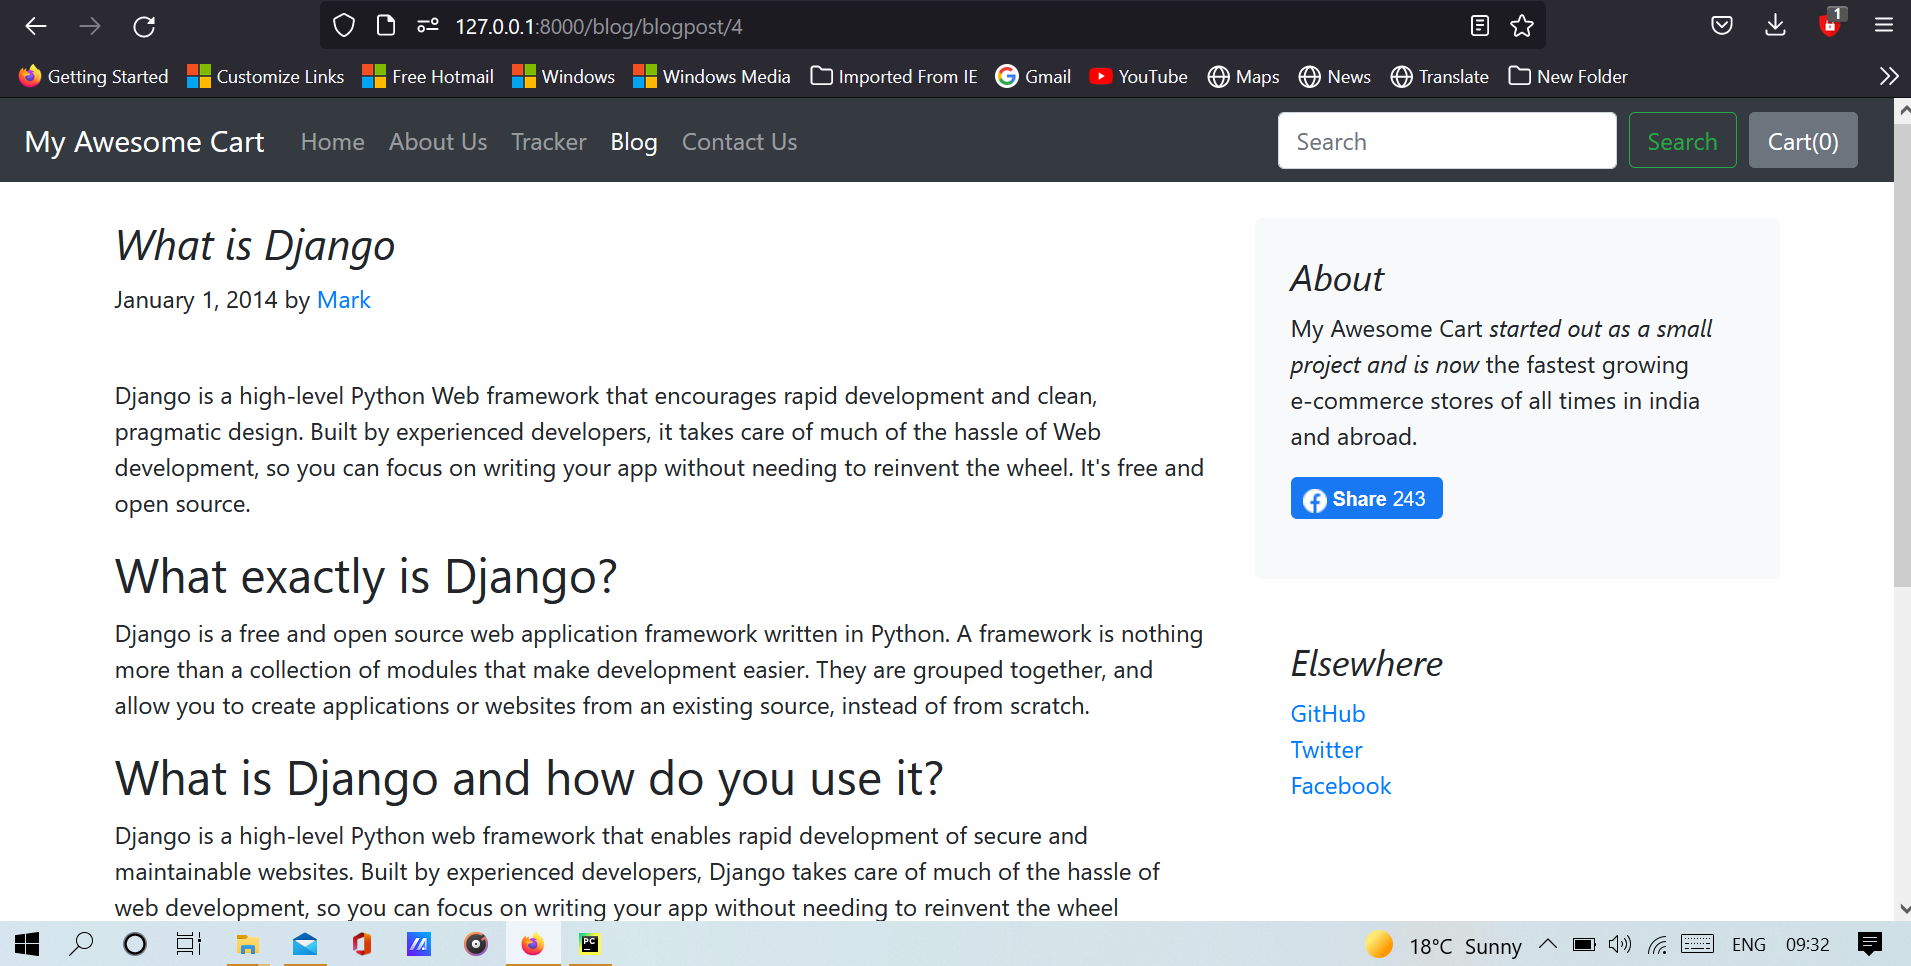 127.0.0.1:8000/blog/blogpost/4
1
Getting Started Customize Links Free Hotmail Windows Windows Media Imported From IE Gmail YouTube Maps News Translate New Folder
My Awesome Cart Home About Us Tracker Blog Contact Us Search Search Cart(0)
What is Django
January 1, 2014 by Mark
Django is a high-level Python Web framework that encourages rapid development and clean,
pragmatic design. Built by experienced developers, it takes care of much of the hassle of Web
development, so you can focus on writing your app without needing to reinvent the wheel. It's free and
open source.
What exactly is Django?
Django is a free and open source web application framework written in Python. A framework is nothing
more than a collection of modules that make development easier. They are grouped together, and
allow you to create applications or websites from an existing source, instead of from scratch.
What is Django and how do you use it?
Django is a high-level Python web framework that enables rapid development of secure and
maintainable websites. Built by experienced developers, Django takes care of much of the hassle of
web development, so you can focus on writing your app without needing to reinvent the wheel
About
My Awesome Cart started out as a small
project and is now the fastest growing
e-commerce stores of all times in india
and abroad.
Share 243
Elsewhere
GitHub
Twitter
Facebook
PC
18°C Sunny ENG 09:32